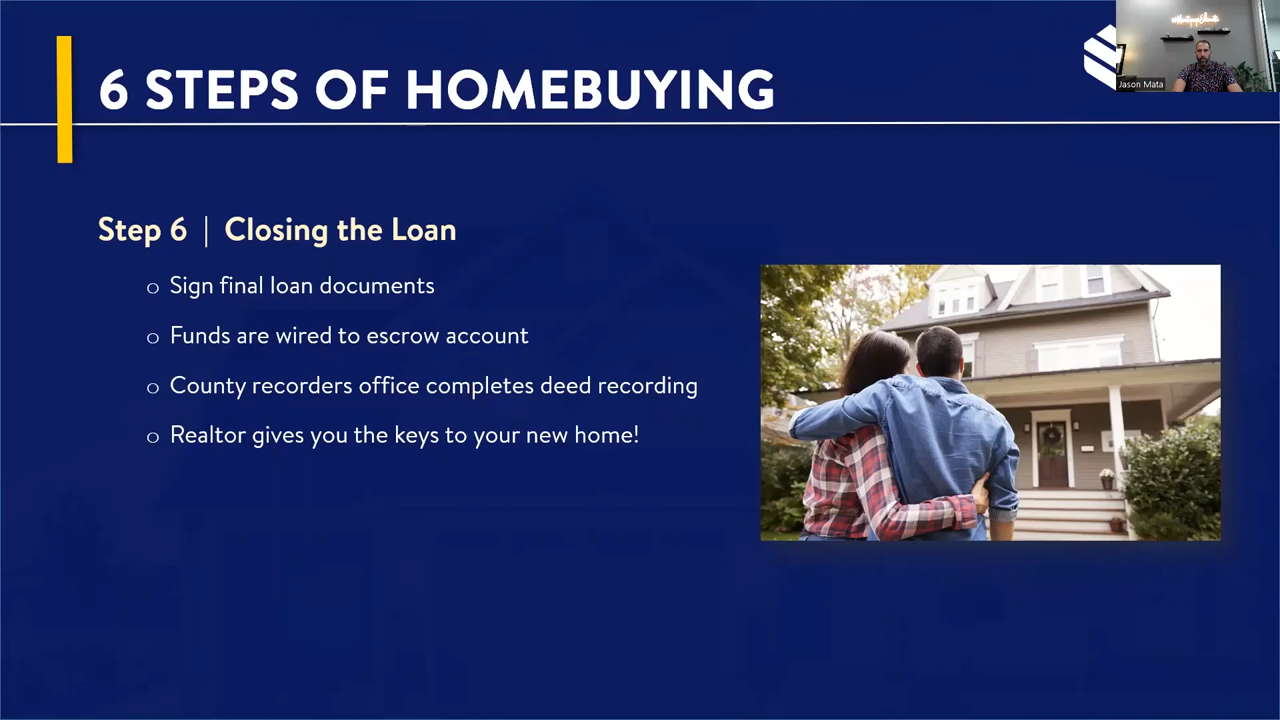 6 STEPS OF HOMEBUYING
Jason Mata
Step 6 | Closing the Loan
o Sign final loan documents
o Funds are wired to escrow account
o County recorders office completes deed recording
o Realtor gives you the keys to your new home!